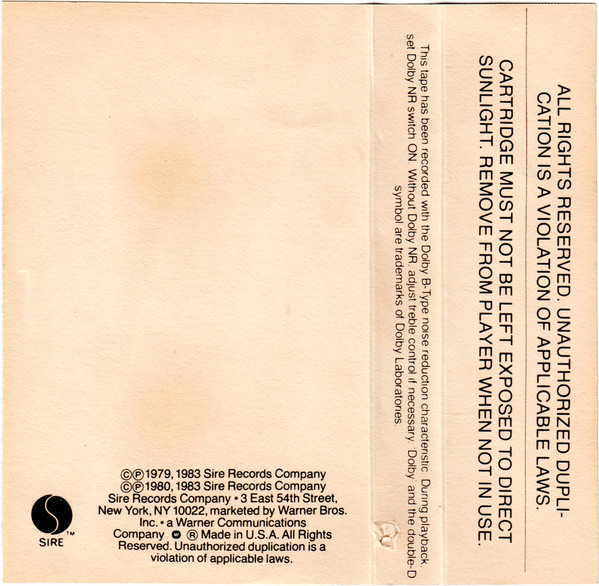 ALL RIGHTS RESERVED. UNAUTHORIZED DUPLI-
CATION IS A VIOLATION OF APPLICABLE LAWS.
CARTRIDGE MUST NOT BE LEFT EXPOSED TO DIRECT
SUNLIGHT. REMOVE FROM PLAYER WHEN NOT IN USE.
This tape has been recorded with the Dolby B-Type noise reduction characteristic. During playback,
set Dolby NR switch ON. Without Dolby NR, adjust treble control if necessary. Dolby and the double-D
symbol are trademarks of Dolby Laboratories.
©℗1979, 1983 Sire Records Company
©℗1980, 1983 Sire Records Company
Sire Records Company • 3 East 54th Street,
New York, NY 10022, marketed by Warner Bros.
Inc. • a Warner Communications
Company ® Made in U.S.A. All Rights
Reserved. Unauthorized duplication is a
violation of applicable laws.
SIRE™